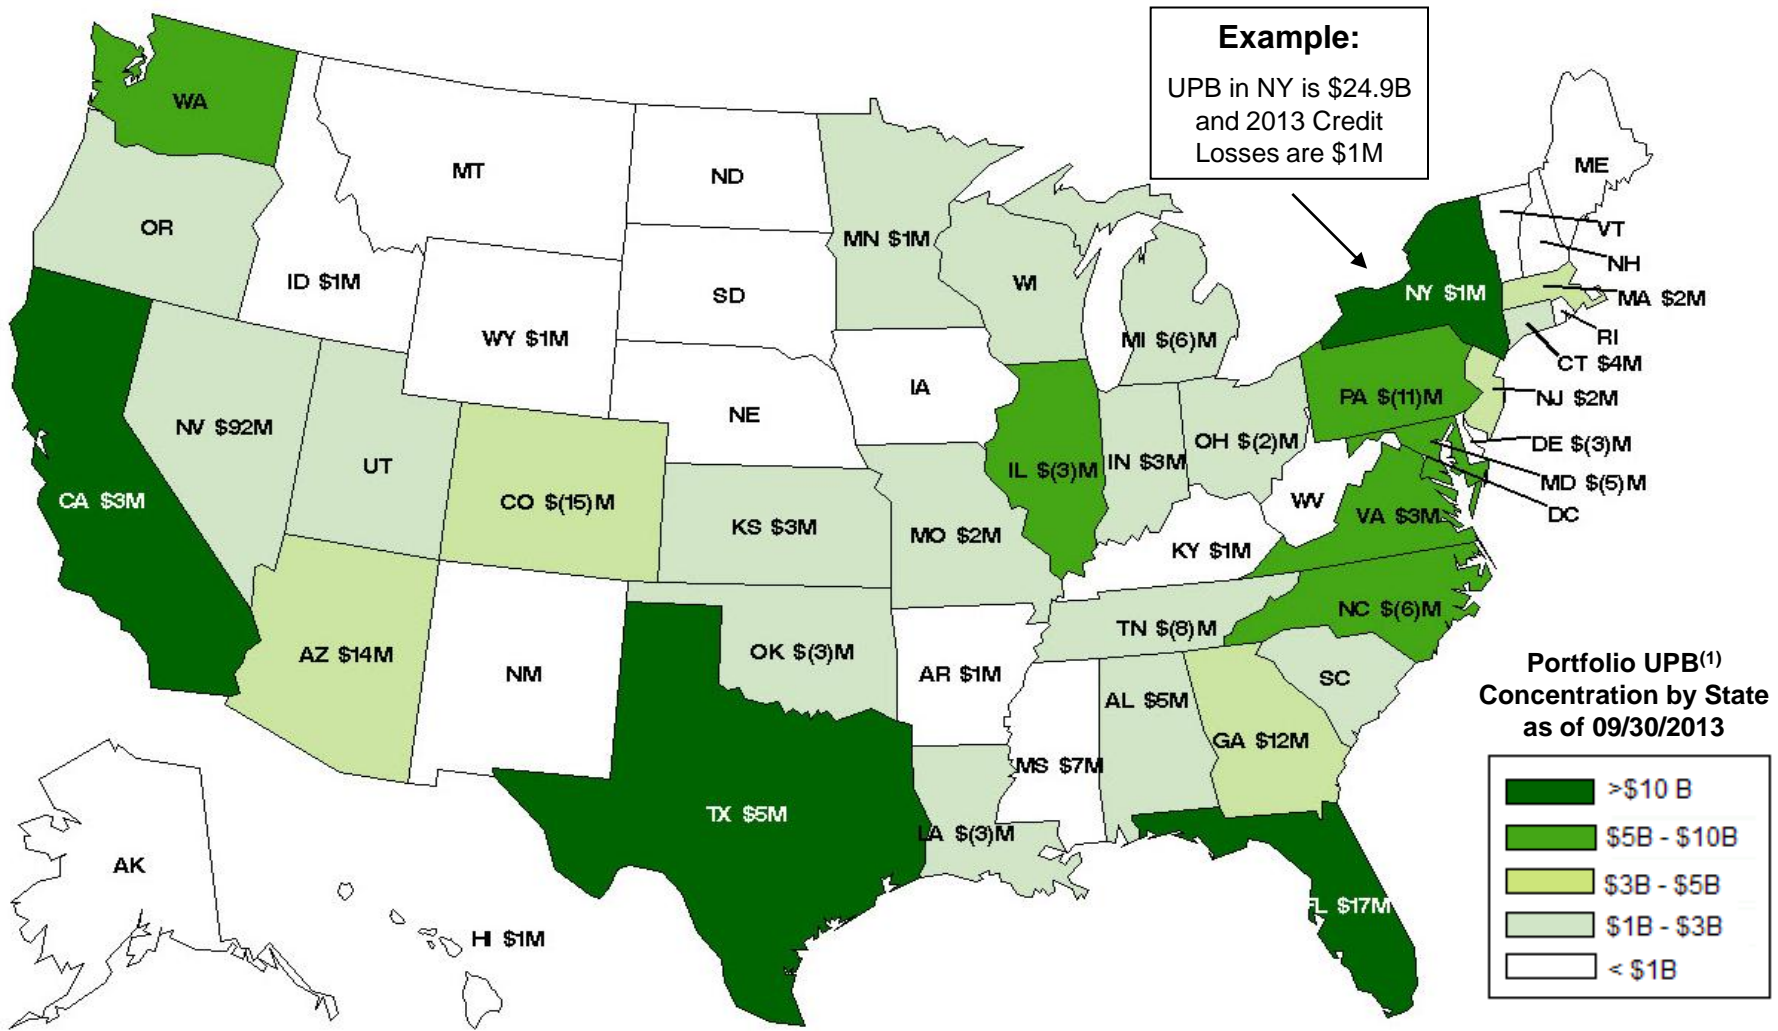 Example:
UPB in NY is $24.9B
and 2013 Credit
Losses are $1M
WA
MT
ND
ME
OR
MN $1M
VT
ID $1M
WI
NH
SD
NY $1M
MA $2M
WY $1M
MI $(6)M
RI
CT $4M
IA
NE
PA $(11)M
NJ $2M
NV $92M
OH $(2)M
DE $(3)M
UT
IL $(3)M
IN $3M
MD $(5)M
CA $3M
CO $(15)M
WV
DC
KS $3M
MO $2M
VA $3M
KY $1M
NC $(6)M
TN $(8)M
AZ $14M
OK $(3)M
NM
AR $1M
SC
AL $5M
GA $12M
MS $7M
TX $5M
LA $(3)M
AK
FL $17M
HI $1M
Portfolio UPB(1)
Concentration by State
as of 09/30/2013
>$10 B
$5B - $10B
$3B - $5B
$1B - $3B
< $1B